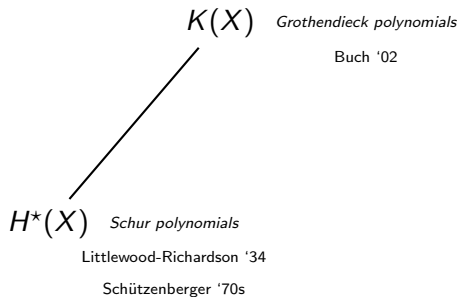 K(X) Grothendieck polynomials
Buch ‘02
H⋆(X) Schur polynomials
Littlewood-Richardson ‘34
Schützenberger ‘70s